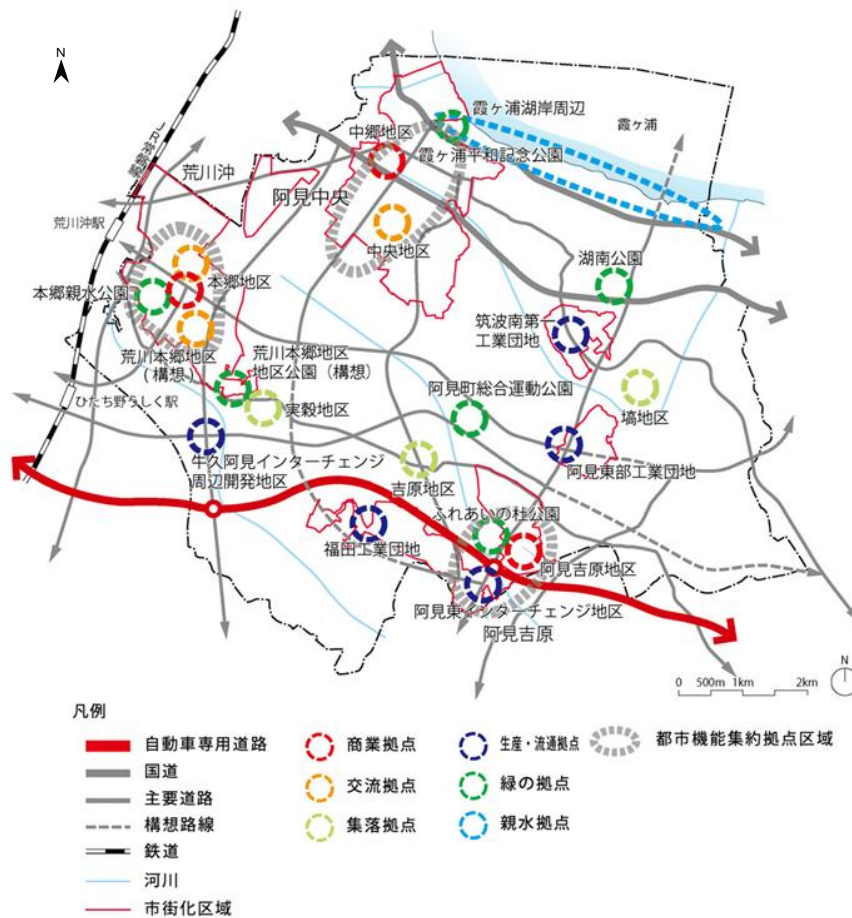 N
霞ヶ浦湖岸周辺
霞ヶ浦
中郷地区
霞ヶ浦平和記念公園
JR常磐線
荒川沖
阿見中央
荒川沖駅
中央地区
湖南公園
本郷地区
本郷親水公園
筑波南第一
工業団地
荒川本郷地区
(構想)
荒川本郷地区
地区公園（構想）
阿見町総合運動公園
ひたち野うしく駅
実穀地区
塙地区
牛久阿見インターチェンジ
周辺開発地区
吉原地区
阿見東部工業団地
ふれあいの杜公園
福田工業団地
阿見吉原地区
阿見東インターチェンジ地区
阿見吉原
N
0 500m 1km 2km
凡例
自動車専用道路
国道
主要道路
構想路線
鉄道
河川
市街化区域
商業拠点
交流拠点
集落拠点
生産・流通拠点
緑の拠点
親水拠点
都市機能集約拠点区域